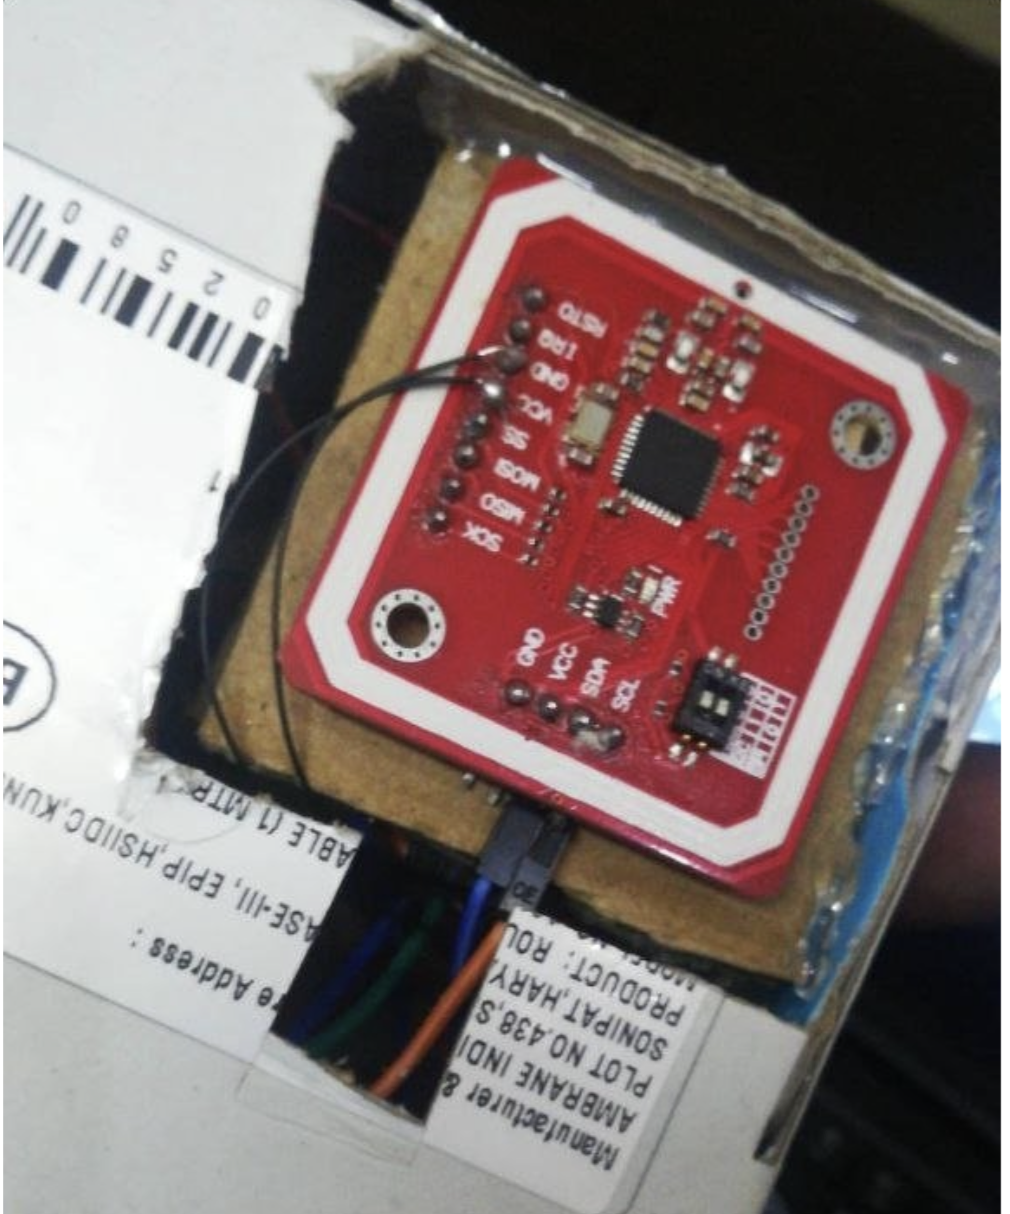 0 2 5 8 0
1
RSTO
IRQ
GND
VCC
SS
MOSI
MISO
SCK
PWR
GND
VCC
SDA
SCL
ABLE (1 MTR
ASE-III, EPIP,HSIIDC,KUN
re Address :
Manufacturer &
AMBRANE INDI
PLOT NO.438,S
SONIPAT,HARY
PRODUCT: ROU